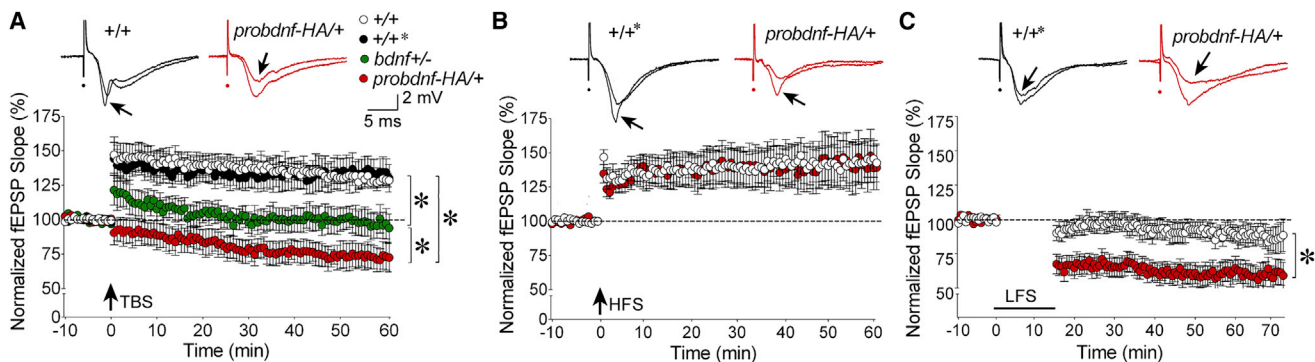 A
+/+
probdnf-HA/+
+/+
+/+*
bdnf+/-
probdnf-HA/+
2 mV
5 ms
Normalized fEPSP Slope (%)
175
150
125
100
75
50
0
TBS
*
*
*
-10 0 10 20 30 40 50 60
Time (min)
B
+/+*
probdnf-HA/+
Normalized fEPSP Slope (%)
175
150
125
100
75
50
0
HFS
-10 0 10 20 30 40 50 60
Time (min)
C
+/+*
probdnf-HA/+
Normalized fEPSP Slope (%)
175
150
125
100
75
50
0
LFS
*
-10 0 10 20 30 40 50 60 70
Time (min)